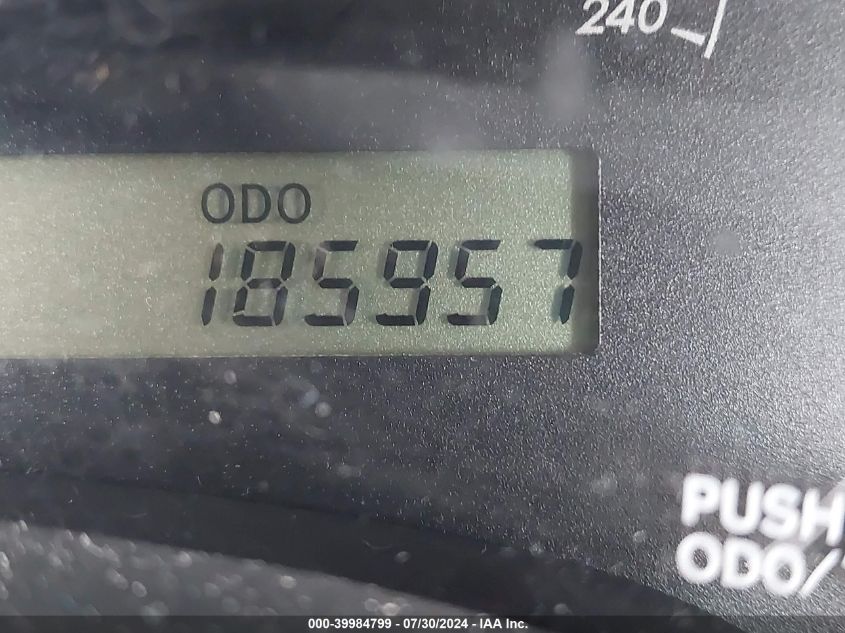 240
ODO
185957
PUSH
ODO/
000-39984799 - 07/30/2024 - IAA Inc.